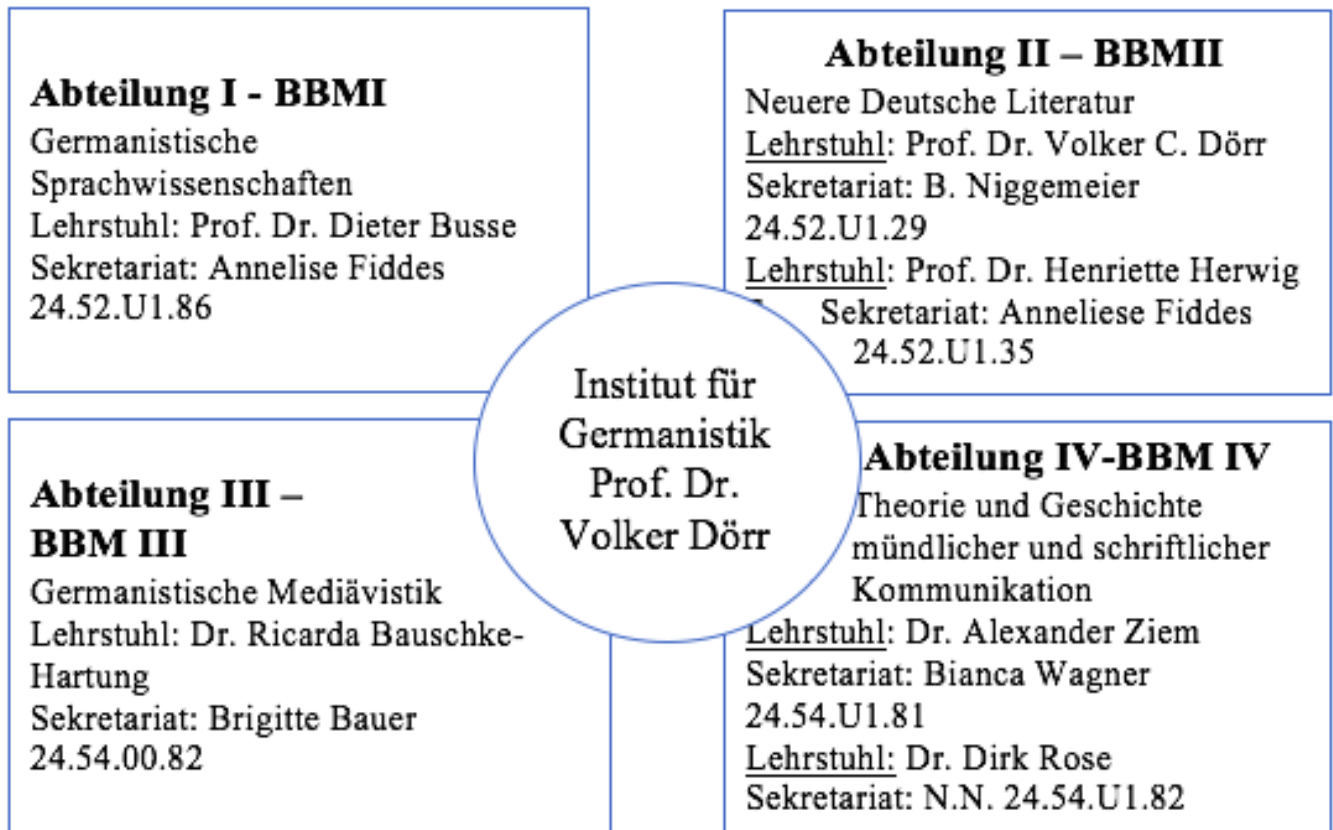 Abteilung I - BBMI
Germanistische
Sprachwissenschaften
Lehrstuhl: Prof. Dr. Dieter Busse
Sekretariat: Annelise Fiddes
24.52.U1.86
Abteilung II – BBMII
Neuere Deutsche Literatur
Lehrstuhl: Prof. Dr. Volker C. Dörr
Sekretariat: B. Niggemeier
24.52.U1.29
Lehrstuhl: Prof. Dr. Henriette Herwig
Sekretariat: Anneliese Fiddes
24.52.U1.35
Institut für
Germanistik
Prof. Dr.
Volker Dörr
Abteilung III –
BBM III
Germanistische Mediävistik
Lehrstuhl: Dr. Ricarda Bauschke-
Hartung
Sekretariat: Brigitte Bauer
24.54.00.82
Abteilung IV-BBM IV
Theorie und Geschichte
mündlicher und schriftlicher
Kommunikation
Lehrstuhl: Dr. Alexander Ziem
Sekretariat: Bianca Wagner
24.54.U1.81
Lehrstuhl: Dr. Dirk Rose
Sekretariat: N.N. 24.54.U1.82